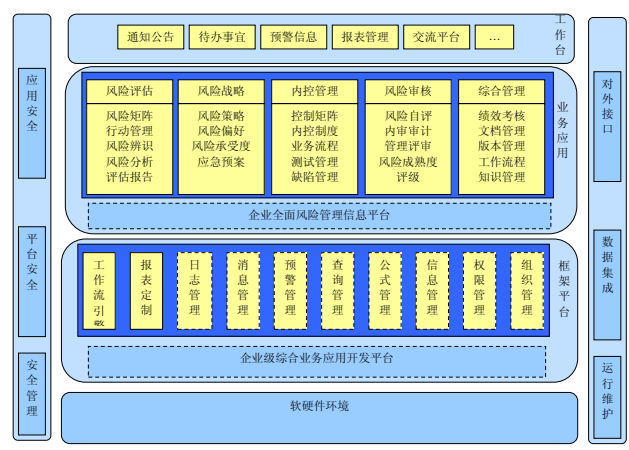 工作台
通知公告
待办事宜
预警信息
报表管理
交流平台
…
应用安全
平台安全
安全管理
业务应用
风险评估
风险矩阵
行动管理
风险辨识
风险分析
评估报告
风险战略
风险策略
风险偏好
风险承受度
应急预案
内控管理
控制矩阵
内控制度
业务流程
测试管理
缺陷管理
风险审核
风险自评
内审审计
管理评审
风险成熟度
评级
综合管理
绩效考核
文档管理
版本管理
工作流程
知识管理
企业全面风险管理信息平台
框架平台
工作流引擎
报表定制
日志管理
消息管理
预警管理
查询管理
公式管理
信息管理
权限管理
组织管理
企业级综合业务应用开发平台
软硬件环境
对外接口
数据集成
运行维护